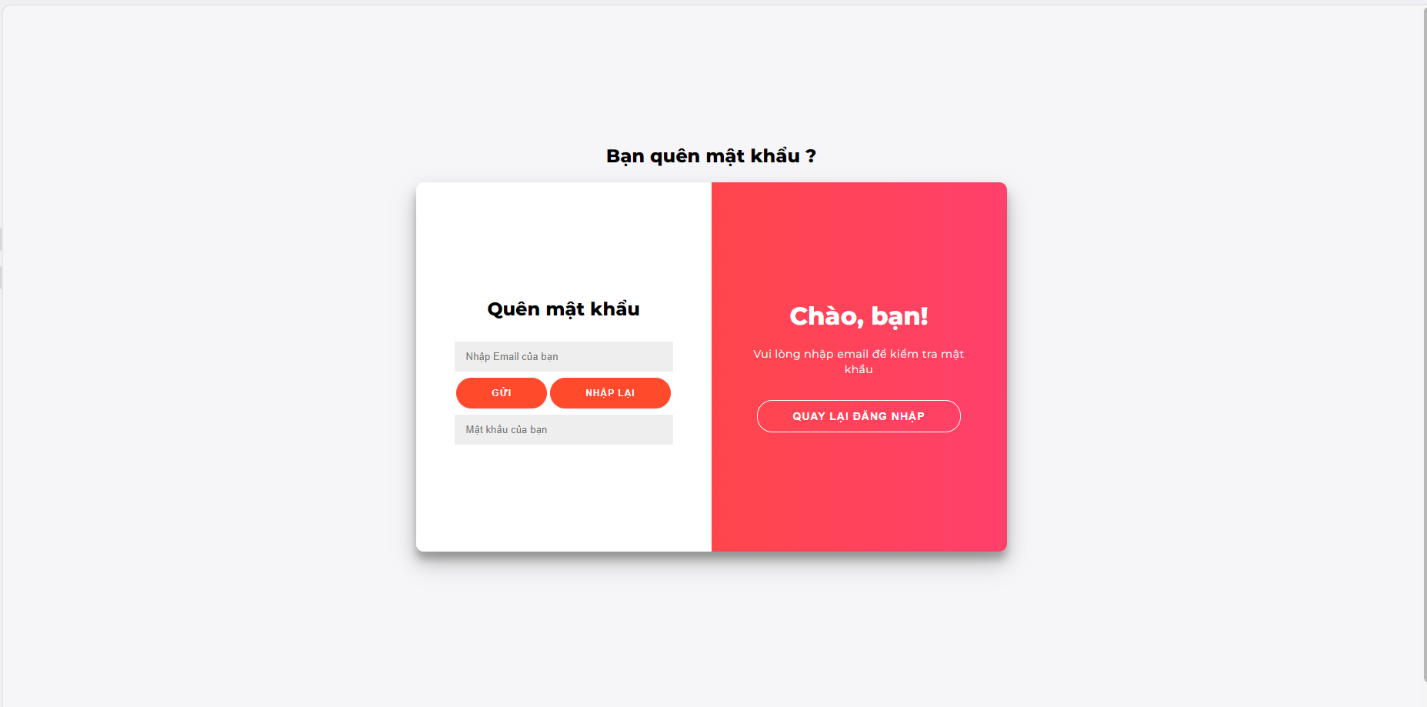 Bạn quên mật khẩu ?
Quên mật khẩu
Nhập Email của bạn
GỬI
NHẬP LẠI
Mật khẩu của bạn
Chào, bạn!
Vui lòng nhập email để kiểm tra mật
khẩu
QUAY LẠI ĐĂNG NHẬP